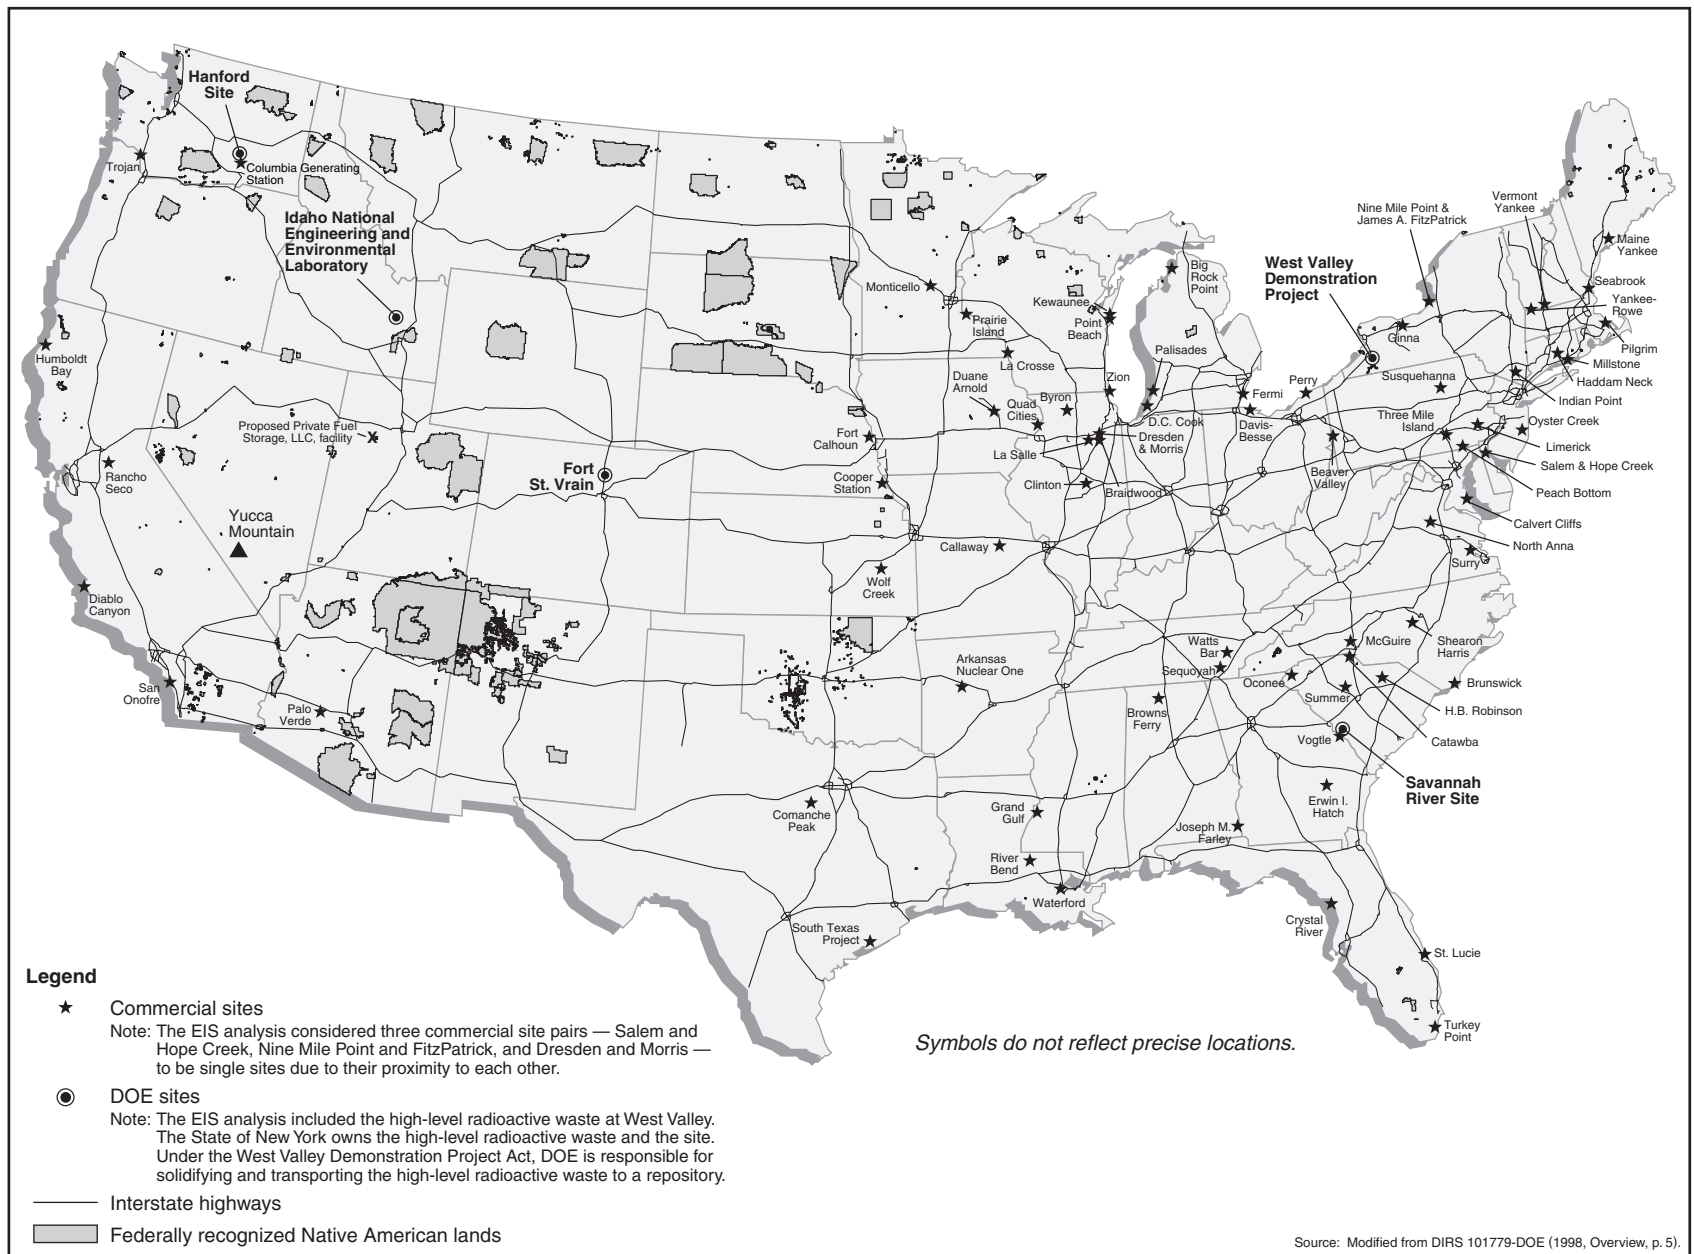 Hanford
Site
Trojan
Columbia Generating
Station
Idaho National
Engineering and
Environmental
Laboratory
Humboldt
Bay
Proposed Private Fuel
Storage, LLC, facility
Rancho
Seco
Yucca
Mountain
Diablo
Canyon
San
Onofre
Palo
Verde
Fort
St. Vrain
Monticello
Prairie
Island
Kewaunee
Point
Beach
Big
Rock
Point
La Crosse
Palisades
Duane
Arnold
Quad
Cities
Byron
Zion
Fort
Calhoun
D.C. Cook
Dresden
& Morris
La Salle
Cooper
Station
Clinton
Braidwood
Callaway
Wolf
Creek
Fermi
Davis-
Besse
Perry
Beaver
Valley
West Valley
Demonstration
Project
Nine Mile Point &
James A. FitzPatrick
Vermont
Yankee
Maine
Yankee
Seabrook
Yankee-
Rowe
Pilgrim
Ginna
Millstone
Haddam Neck
Susquehanna
Indian Point
Three Mile
Island
Oyster Creek
Limerick
Salem & Hope Creek
Peach Bottom
Calvert Cliffs
North Anna
Surry
Watts
Bar
Sequoyah
McGuire
Shearon
Harris
Oconee
Summer
Brunswick
H.B. Robinson
Catawba
Vogtle
Savannah
River Site
Arkansas
Nuclear One
Browns
Ferry
Erwin I.
Hatch
Joseph M.
Farley
Comanche
Peak
Grand
Gulf
River
Bend
Waterford
South Texas
Project
Crystal
River
St. Lucie
Turkey
Point
Symbols do not reflect precise locations.
Legend
Commercial sites
Note: The EIS analysis considered three commercial site pairs — Salem and
Hope Creek, Nine Mile Point and FitzPatrick, and Dresden and Morris —
to be single sites due to their proximity to each other.
DOE sites
Note: The EIS analysis included the high-level radioactive waste at West Valley.
The State of New York owns the high-level radioactive waste and the site.
Under the West Valley Demonstration Project Act, DOE is responsible for
solidifying and transporting the high-level radioactive waste to a repository.
Interstate highways
Federally recognized Native American lands
Source: Modified from DIRS 101779-DOE (1998, Overview, p. 5).